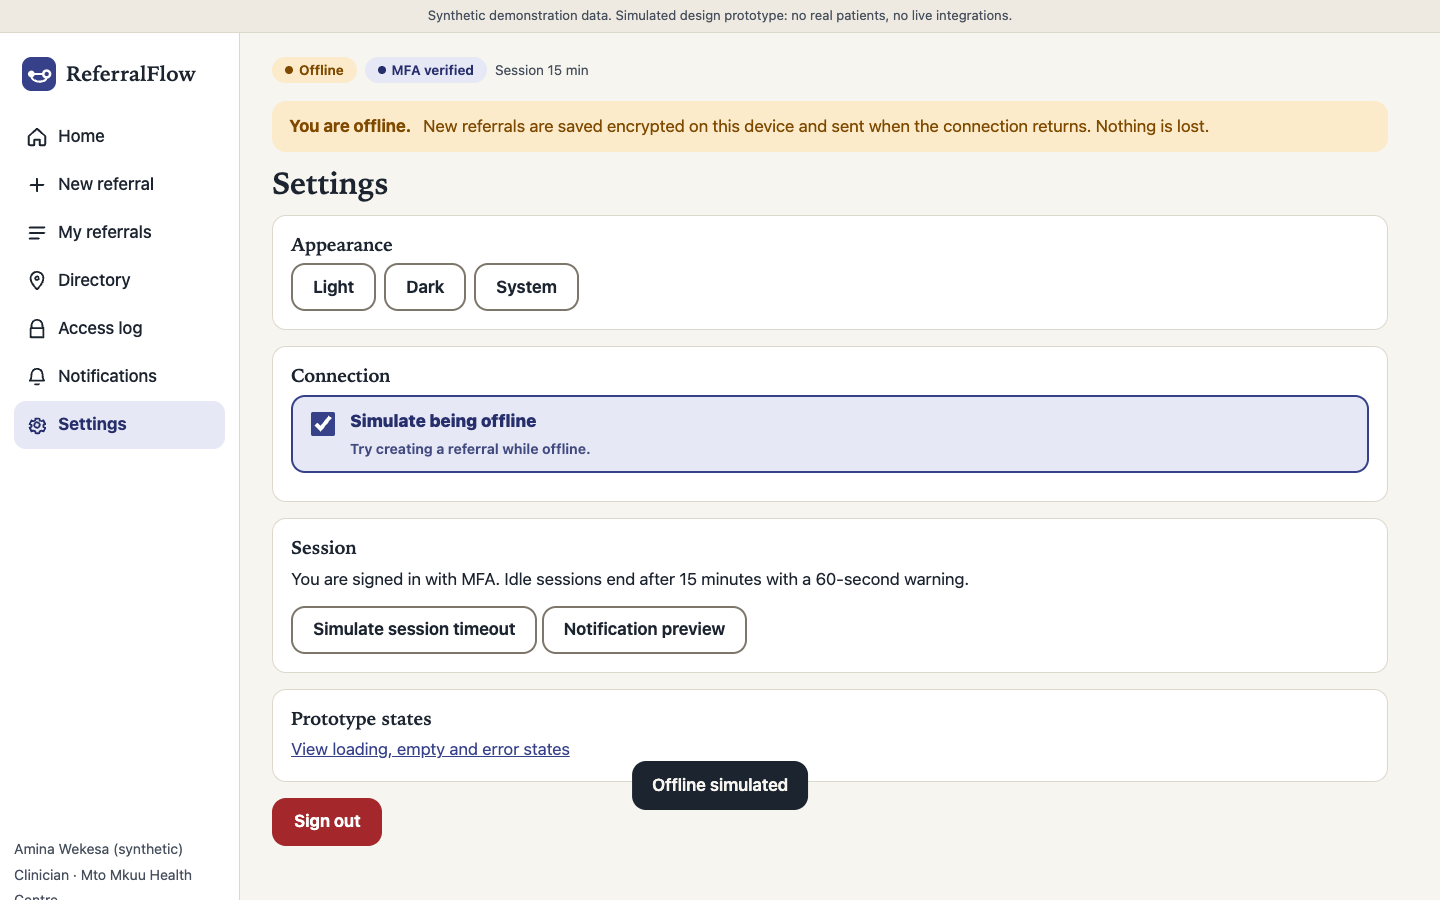 Synthetic demonstration data. Simulated design prototype: no real patients, no live integrations.
ReferralFlow
Home
New referral
My referrals
Directory
Access log
Notifications
Settings
Amina Wekesa (synthetic)
Clinician · Mto Mkuu Health
Centre
Offline
MFA verified
Session 15 min
You are offline. New referrals are saved encrypted on this device and sent when the connection returns. Nothing is lost.
Settings
Appearance
Light
Dark
System
Connection
Simulate being offline
Try creating a referral while offline.
Session
You are signed in with MFA. Idle sessions end after 15 minutes with a 60-second warning.
Simulate session timeout
Notification preview
Prototype states
View loading, empty and error states
Offline simulated
Sign out